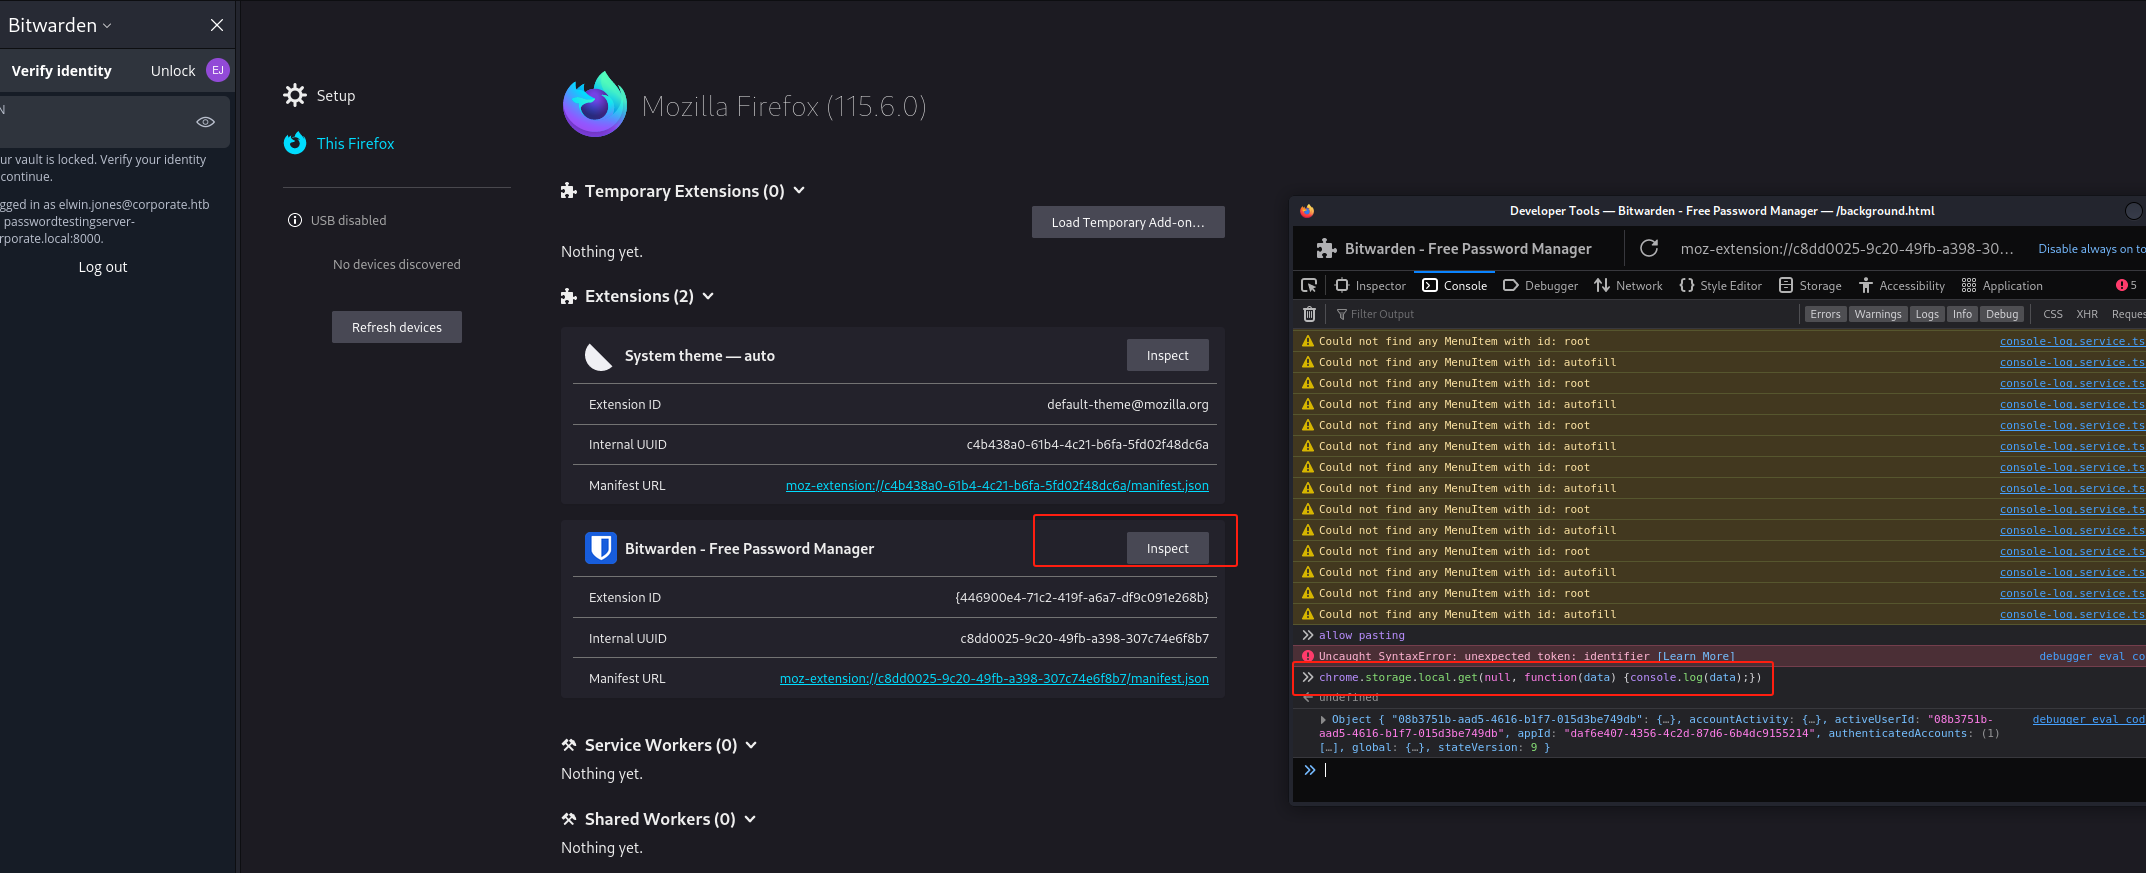 Bitwarden
Verify identity
Unlock
EJ
N
ur vault is locked. Verify your identity
continue.
gged in as elwin.jones@corporate.htb
passwordtestingserver-
rporate.local:8000.
Log out
Setup
This Firefox
USB disabled
No devices discovered
Refresh devices
Mozilla Firefox (115.6.0)
Temporary Extensions (0)
Load Temporary Add-on...
Nothing yet.
Extensions (2)
System theme — auto
Inspect
Extension ID
default-theme@mozilla.org
Internal UUID
c4b438a0-61b4-4c21-b6fa-5fd02f48dc6a
Manifest URL
moz-extension://c4b438a0-61b4-4c21-b6fa-5fd02f48dc6a/manifest.json
Bitwarden - Free Password Manager
Inspect
Extension ID
{446900e4-71c2-419f-a6a7-df9c091e268b}
Internal UUID
c8dd0025-9c20-49fb-a398-307c74e6f8b7
Manifest URL
moz-extension://c8dd0025-9c20-49fb-a398-307c74e6f8b7/manifest.json
Service Workers (0)
Nothing yet.
Shared Workers (0)
Nothing yet.
Developer Tools — Bitwarden - Free Password Manager — /background.html
Bitwarden - Free Password Manager
moz-extension://c8dd0025-9c20-49fb-a398-30...
Disable always on to
Inspector
Console
Debugger
Network
Style Editor
Storage
Accessibility
Application
5
Filter Output
Errors
Warnings
Logs
Info
Debug
CSS
XHR
Reques
Could not find any MenuItem with id: root console-log.service.ts
Could not find any MenuItem with id: autofill console-log.service.ts
Could not find any MenuItem with id: root console-log.service.ts
Could not find any MenuItem with id: autofill console-log.service.ts
Could not find any MenuItem with id: root console-log.service.ts
Could not find any MenuItem with id: autofill console-log.service.ts
Could not find any MenuItem with id: root console-log.service.ts
Could not find any MenuItem with id: autofill console-log.service.ts
Could not find any MenuItem with id: root console-log.service.ts
Could not find any MenuItem with id: autofill console-log.service.ts
Could not find any MenuItem with id: root console-log.service.ts
Could not find any MenuItem with id: autofill console-log.service.ts
Could not find any MenuItem with id: root console-log.service.ts
Could not find any MenuItem with id: autofill console-log.service.ts
allow pasting
Uncaught SyntaxError: unexpected token: identifier [Learn More] debugger eval co
chrome.storage.local.get(null, function(data) {console.log(data);})
undefined
Object { "08b3751b-aad5-4616-b1f7-015d3be749db": {…}, accountActivity: {…}, activeUserId: "08b3751b- debugger eval cod
aad5-4616-b1f7-015d3be749db", appId: "daf6e407-4356-4c2d-87d6-6b4dc9155214", authenticatedAccounts: (1)
[…], global: {…}, stateVersion: 9 }